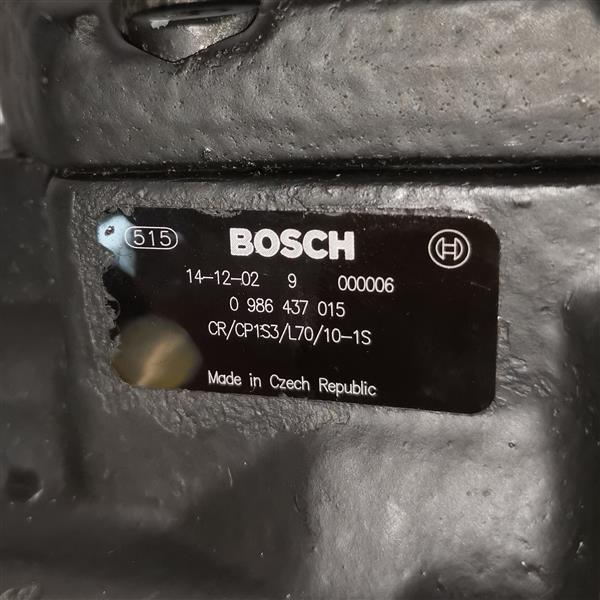 515 BOSCH
14-12-02 9 000006
0 986 437 015
CR/CP1S3/L70/10-1S
Made in Czech Republic